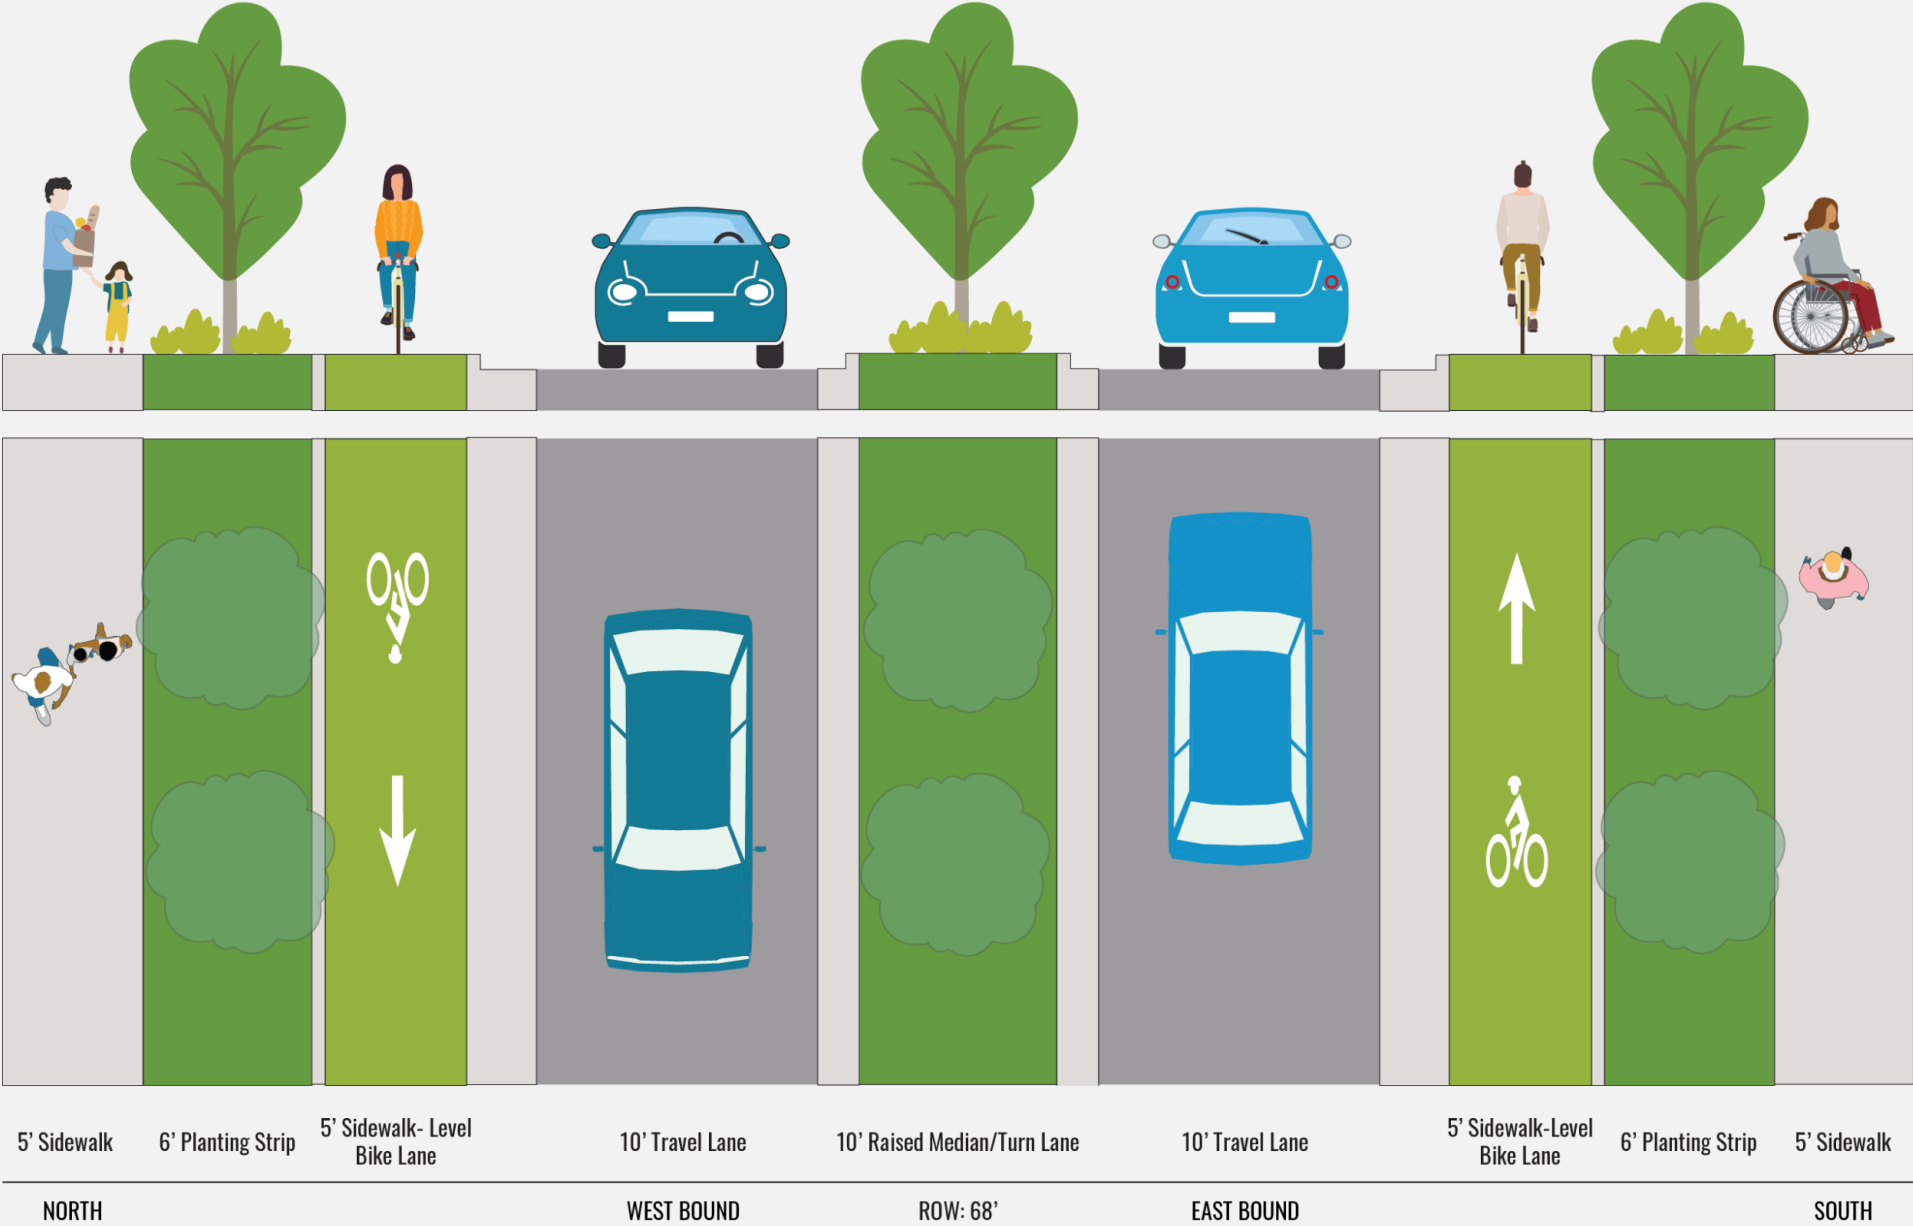 5’ Sidewalk
6’ Planting Strip
5’ Sidewalk- Level
Bike Lane
10’ Travel Lane
10’ Raised Median/Turn Lane
10’ Travel Lane
5’ Sidewalk-Level
Bike Lane
6’ Planting Strip
5’ Sidewalk
NORTH
WEST BOUND
ROW: 68’
EAST BOUND
SOUTH